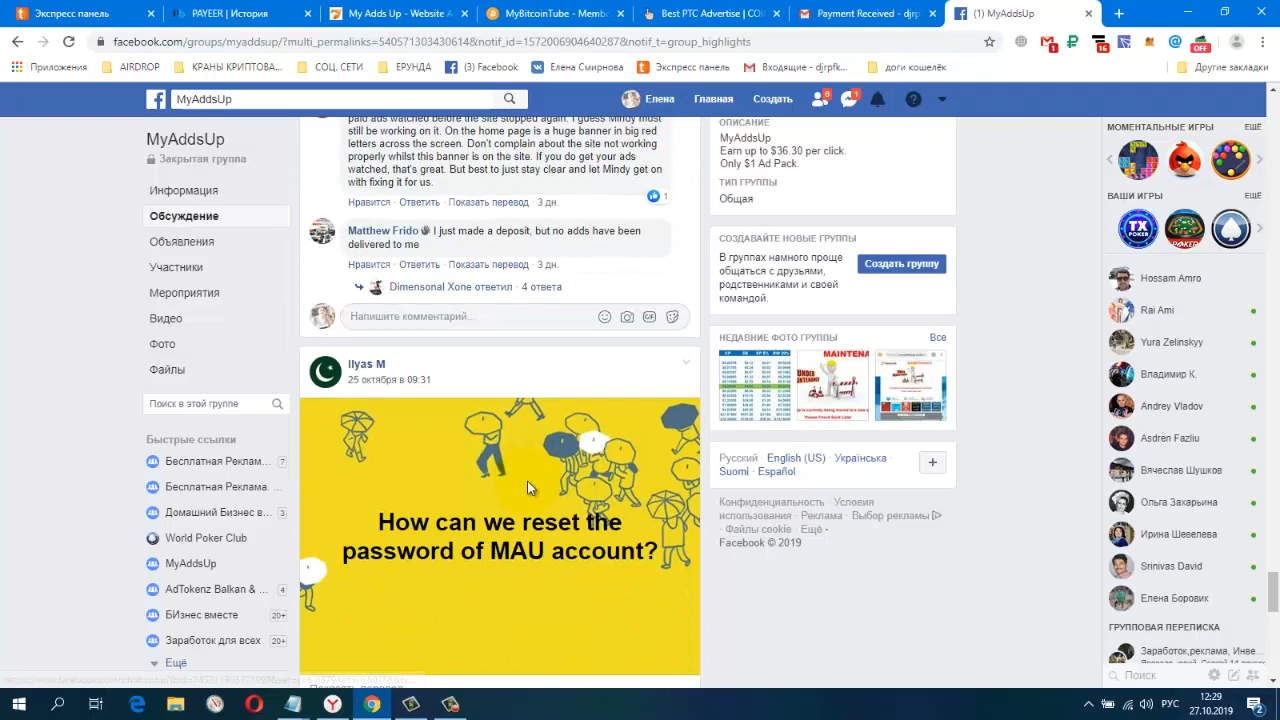 Экспресс панель
PAYEER | История
My AddsUp - Website A
MyBitcoinTube - Membe
Best PTC Advertise | COI
Payment Received - djrp
(1) MyAddsUp
facebook.com/groups/myaddsup/?multi_permalinks=540571303430614&notif_id=1572006904640287&notif_t=group_highlights
1
16
OFF
Приложения
AIRDROP
КРАНЫ КРИПТОВА...
СОЦ. СЕТИ
ЕРУНДА
(3) Facebook
Елена Смирнова
Экспресс панель
Входящие - djrpfk...
доги кошелёк
Другие закладки
MyAddsUp
Елена
Главная
Создать
6
1
MyAddsUp
Закрытая группа
Информация
Обсуждение
Объявления
Участники
Мероприятия
Видео
Фото
Файлы
Поиск в этой группе
Быстрые ссылки
Бесплатная Реклам... 7
Бесплатная Реклама. ...
Домашний Бизнес в... 3
World Poker Club
MyAddsUp
AdTokenz Balkan & ... 4
БИзнес вместе 20+
Заработок для всех 20+
Ещё
paid ads watched before the site stopped again. I guess Mindy must
still be working on it. On the home page is a huge banner in big red
letters across the screen. Don't complain about the site not working
properly whilst this banner is on the site. If you do get your ads
watched, that's great. But best to just stay clear and let Mindy get on
with fixing it for us.
1
Нравится · Ответить · Показать перевод · 3 дн.
Matthew Frido I just made a deposit, but no adds have been
delivered to me
Нравится · Ответить · Показать перевод · 3 дн.
Dimensonal Xone ответил · 4 ответа
Напишите комментарий...
Ilyas M
25 октября в 09:31
How can we reset the
password of MAU account?
ОПИСАНИЕ
MyAddsUp
Earn up to $36.30 per click.
Only $1 Ad Pack.
ТИП ГРУППЫ
Общая
СОЗДАВАЙТЕ НОВЫЕ ГРУППЫ
В группах намного проще
общаться с друзьями,
родственниками и своей
командой.
Создать группу
НЕДАВНИЕ ФОТО ГРУППЫ
Все
Русский · English (US) · Українська ·
Suomi · Español
Конфиденциальность · Условия
использования · Реклама · Выбор рекламы
· Файлы cookie · Ещё
Facebook © 2019
МОМЕНТАЛЬНЫЕ ИГРЫ
ЕЩЁ
ВАШИ ИГРЫ
ЕЩЁ
Hossam Amro
Rai Ami
Yura Zelinskyy
Владимир К.
Andrey Vladov
Asdren Fazliu
Вячеслав Шушков
Ольга Захарьина
Ирина Шевелева
Srinivas David
Елена Боровик
ГРУППОВАЯ ПЕРЕПИСКА
Заработок,реклама, Инве...
Поиск
РУС
12:29
27.10.2019
2